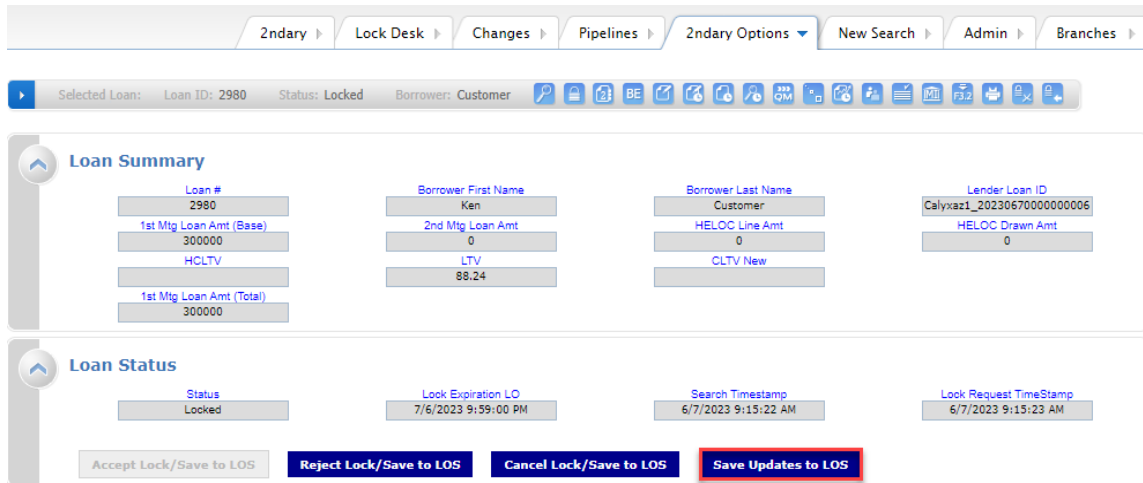 2ndary Lock Desk Changes Pipelines 2ndary Options New Search Admin Branches
Selected Loan: Loan ID: 2980 Status: Locked Borrower: Customer 2 BE QM MI F3.2
Loan Summary
Loan # Borrower First Name Borrower Last Name Lender Loan ID
2980 Ken Customer Calyxaz1_20230670000000006
1st Mtg Loan Amt (Base) 2nd Mtg Loan Amt HELOC Line Amt HELOC Drawn Amt
300000 0 0 0
HCLTV LTV CLTV New
88.24
1st Mtg Loan Amt (Total)
300000
Loan Status
Status Lock Expiration LO Search Timestamp Lock Request TimeStamp
Locked 7/6/2023 9:59:00 PM 6/7/2023 9:15:22 AM 6/7/2023 9:15:23 AM
Accept Lock/Save to LOS Reject Lock/Save to LOS Cancel Lock/Save to LOS Save Updates to LOS